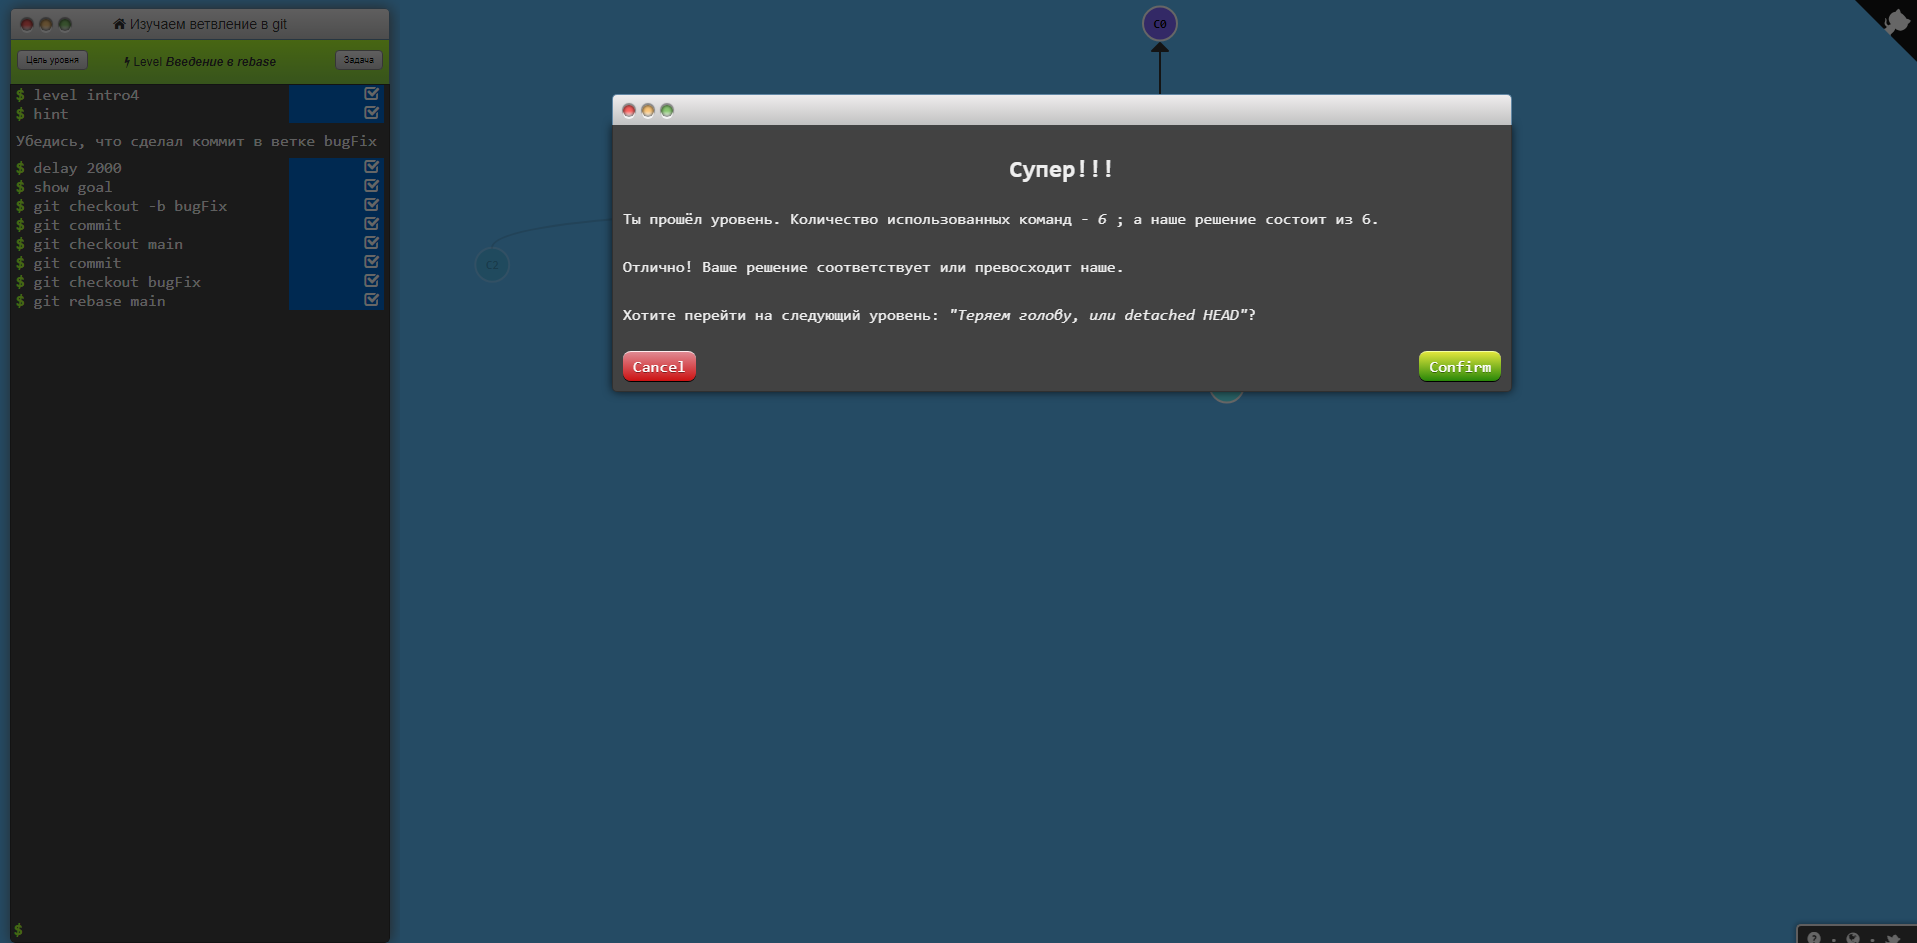 Изучаем ветвление в git
Цель уровня
Level Введение в rebase
Задача
$ level intro4
$ hint
Убедись, что сделал коммит в ветке bugFix
$ delay 2000
$ show goal
$ git checkout -b bugFix
$ git commit
$ git checkout main
$ git commit
$ git checkout bugFix
$ git rebase main
$
C0
C2
Супер!!!
Ты прошёл уровень. Количество использованных команд - 6 ; а наше решение состоит из 6.
Отлично! Ваше решение соответствует или превосходит наше.
Хотите перейти на следующий уровень: "Теряем голову, или detached HEAD"?
Cancel
Confirm